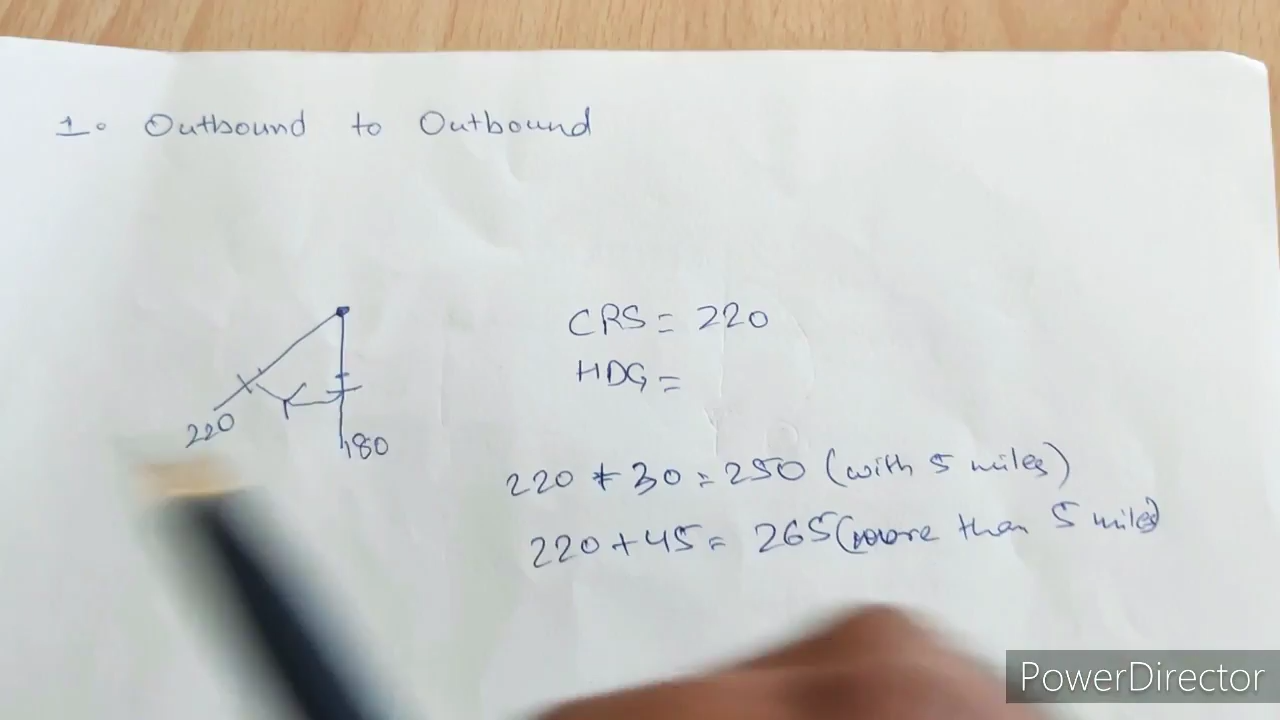 1. Outbound to Outbound
CRS = 220
HDG =
220
180
220 + 30 = 250 (with 5 miles)
220 + 45 = 265 (more than 5 miles)
PowerDirector